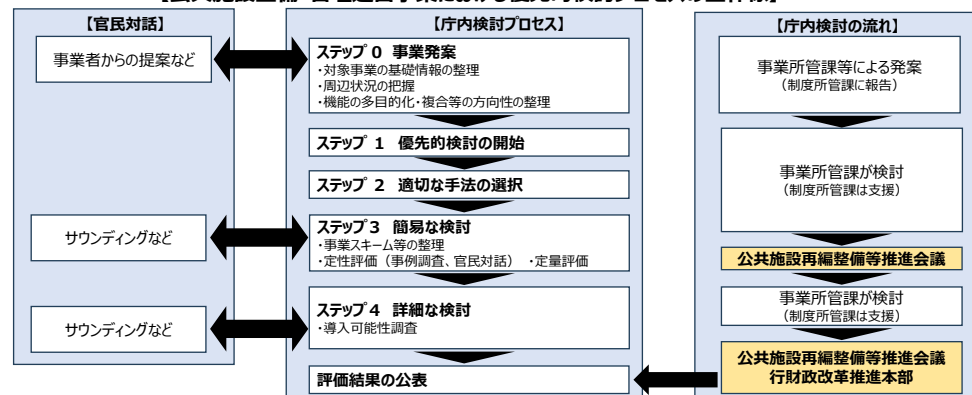 【官民対話】
事業者からの提案など
サウンディングなど
サウンディングなど
【庁内検討プロセス】
ステップ0 事業発案
・対象事業の基礎情報の整理
・周辺状況の把握
・機能の多目的化・複合等の方向性の整理
ステップ 1 優先的検討の開始
ステップ 2 適切な手法の選択
ステップ3 簡易な検討
・事業スキーム等の整理
・定性評価(事例調査、官民対話) ・定量評価
ステップ4 詳細な検討
・導入可能性調査
評価結果の公表
【庁内検討の流れ】
事業所管課等による発案
(制度所管課に報告)
事業所管課が検討
(制度所管課は支援)
公共施設再編整備等推進会議
事業所管課が検討
(制度所管課は支援)
公共施設再編整備等推進会議
行財政改革推進本部